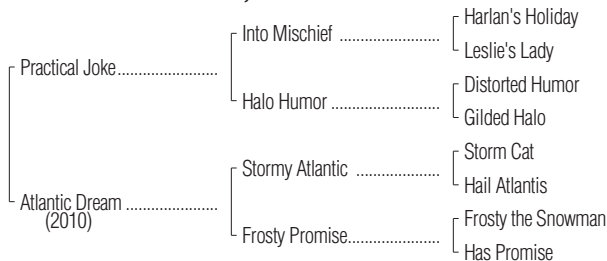 Harlan's Holiday
Into Mischief ....................
Leslie's Lady
Practical Joke.......................
Distorted Humor
Halo Humor .......................
Gilded Halo
Storm Cat
Stormy Atlantic ..................
Hail Atlantis
Atlantic Dream .....................
(2010)
Frosty the Snowman
Frosty Promise....................
Has Promise